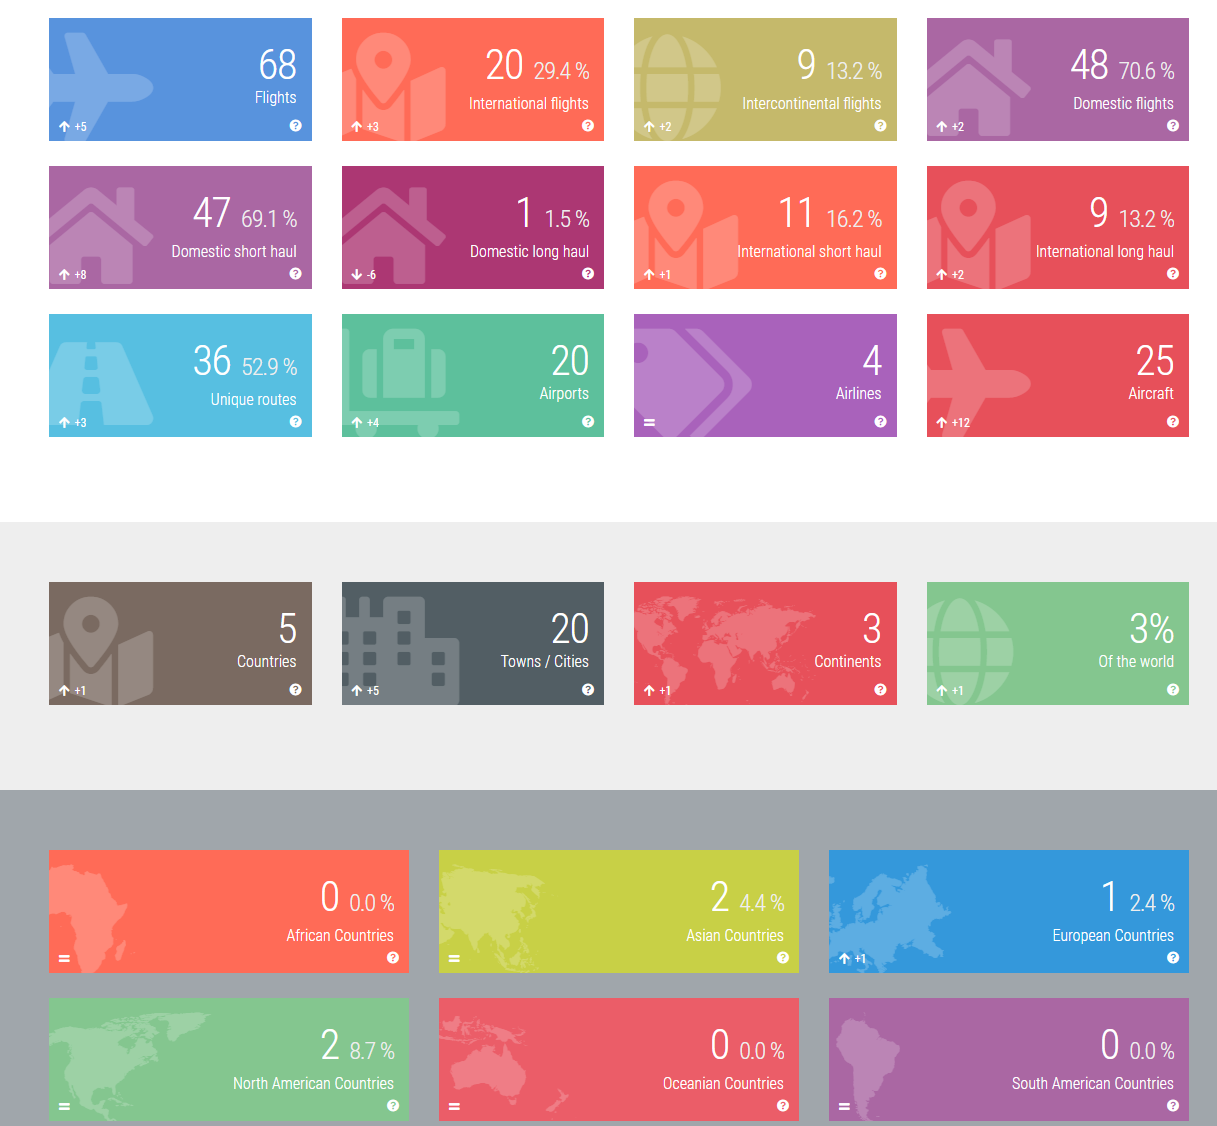 68
Flights
+5
20 29.4 %
International flights
+3
9 13.2 %
Intercontinental flights
+2
48 70.6 %
Domestic flights
+2
47 69.1 %
Domestic short haul
+8
1 1.5 %
Domestic long haul
-6
11 16.2 %
International short haul
+1
9 13.2 %
International long haul
+2
36 52.9 %
Unique routes
+3
20
Airports
+4
4
Airlines
=
25
Aircraft
+12
5
Countries
+1
20
Towns / Cities
+5
3
Continents
+1
3%
Of the world
+1
0 0.0 %
African Countries
=
2 4.4 %
Asian Countries
=
1 2.4 %
European Countries
+1
2 8.7 %
North American Countries
=
0 0.0 %
Oceanian Countries
=
0 0.0 %
South American Countries
=